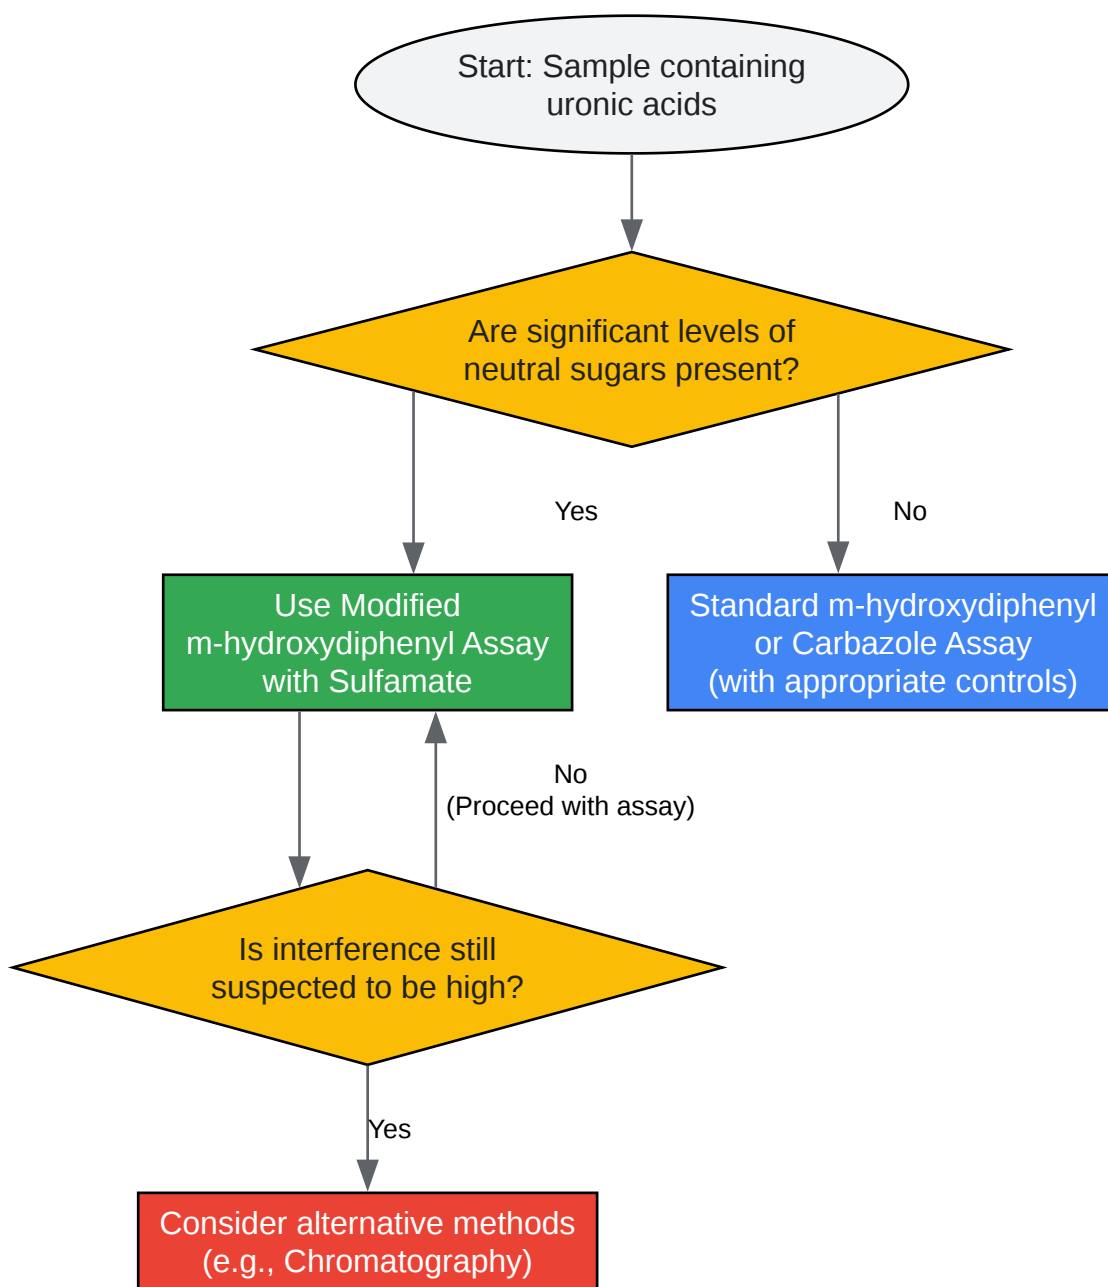 Start: Sample containing
uronic acids
Are significant levels of
neutral sugars present?
Yes
No
Use Modified
m-hydroxydiphenyl Assay
with Sulfamate
Standard m-hydroxydiphenyl
or Carbazole Assay
(with appropriate controls)
No
(Proceed with assay)
Is interference still
suspected to be high?
Yes
Consider alternative methods
(e.g., Chromatography)